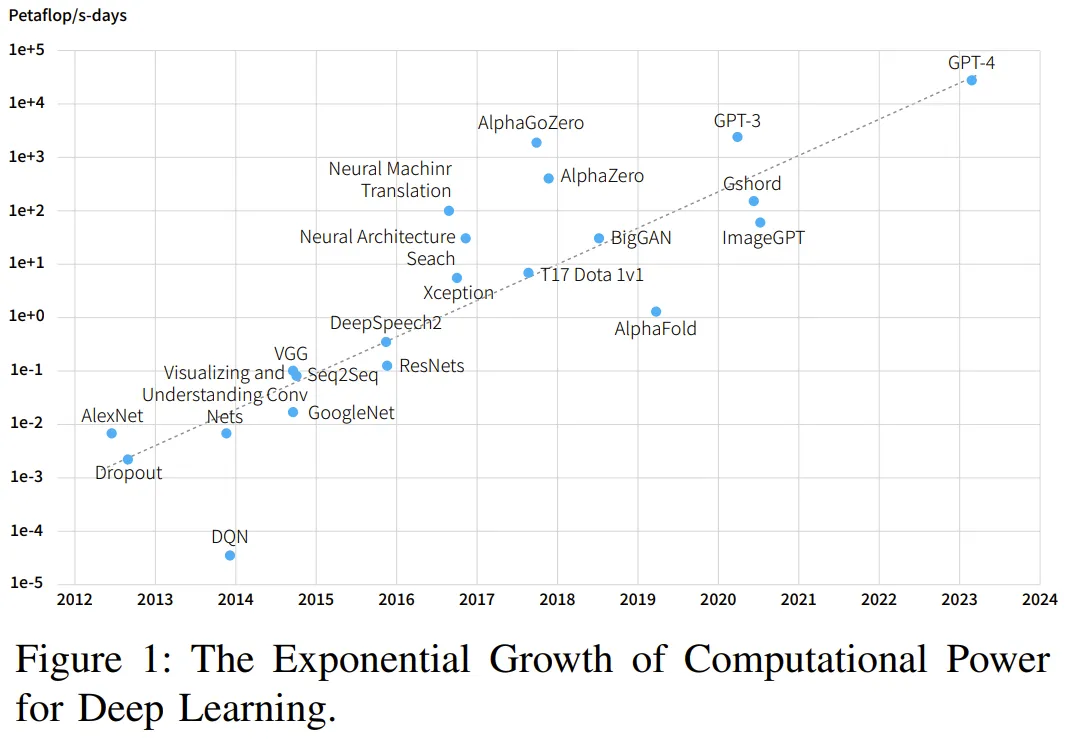 Petaflop/s-days
1e+5
1e+4
1e+3
1e+2
1e+1
1e+0
1e-1
1e-2
1e-3
1e-4
1e-5
GPT-4
AlphaGoZero
GPT-3
Neural Machinr
Translation
AlphaZero
Gshord
Neural Architecture
Seach
BigGAN
ImageGPT
Xception
T17 Dota 1v1
DeepSpeech2
AlphaFold
VGG
ResNets
Visualizing and
Understanding Conv
Nets
Seq2Seq
AlexNet
GoogleNet
Dropout
DQN
2012 2013 2014 2015 2016 2017 2018 2019 2020 2021 2022 2023 2024
Figure 1: The Exponential Growth of Computational Power
for Deep Learning.